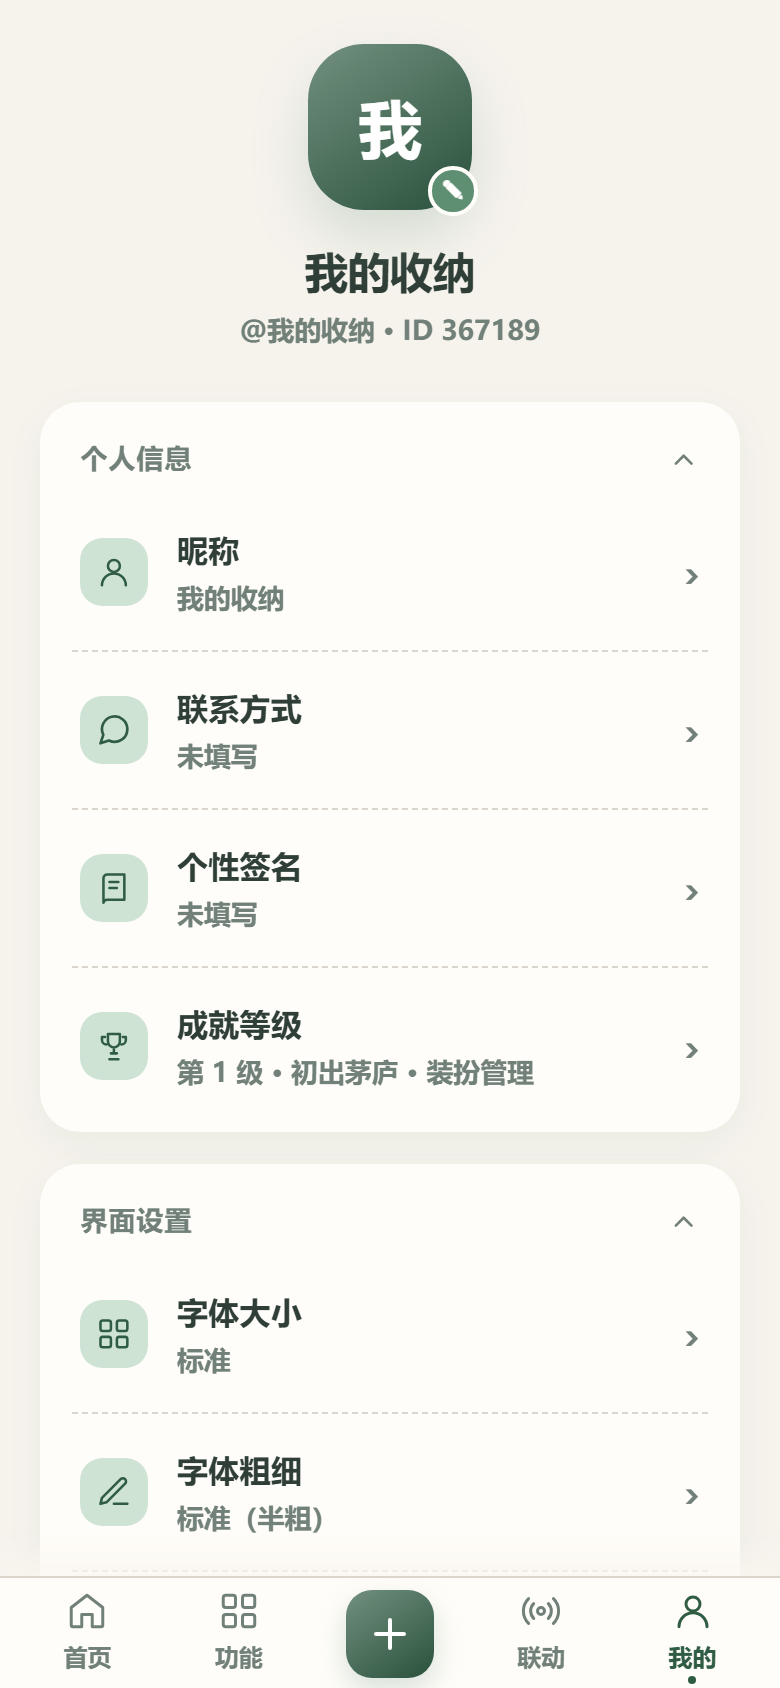 我
我的收纳
@我的收纳 • ID 367189
个人信息
昵称
我的收纳
联系方式
未填写
个性签名
未填写
成就等级
第 1 级 • 初出茅庐 • 装扮管理
界面设置
字体大小
标准
字体粗细
标准（半粗）
首页
功能
联动
我的